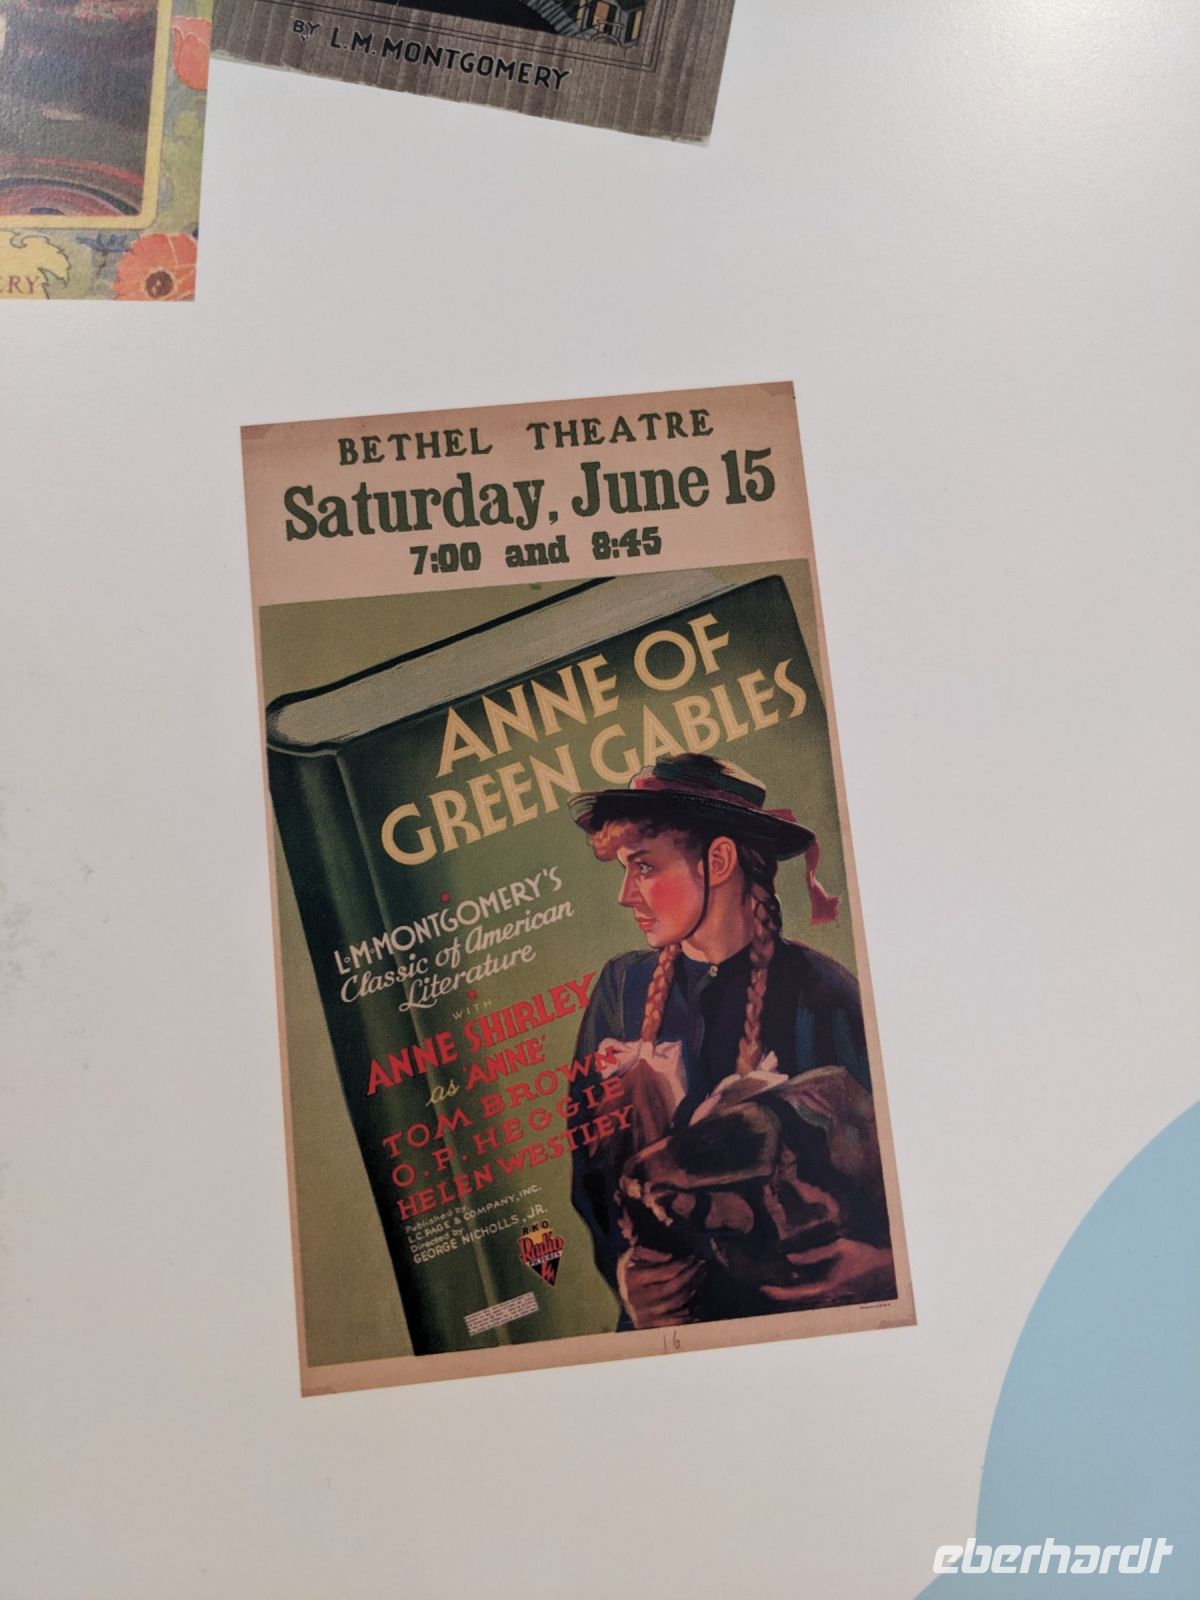 BY L.M. MONTGOMERY
ERY
BETHEL THEATRE
Saturday, June 15
7:00 and 8:45
ANNE OF
GREEN GABLES
L·M·MONTGOMERY'S
Classic of American
Literature
WITH
ANNE SHIRLEY
as 'ANNE'
TOM BROWN
O.P. HEGGIE
HELEN WESTLEY
Published by
L.C. PAGE & COMPANY, INC.
Directed by
GEORGE NICHOLLS, JR.
RKO
Radio
PICTURES
16
eberhardt